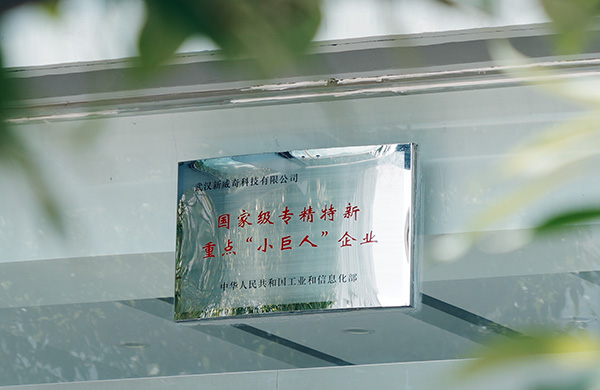 武汉新威奇科技有限公司
国家级专精特新
重点“小巨人”企业
中华人民共和国工业和信息化部